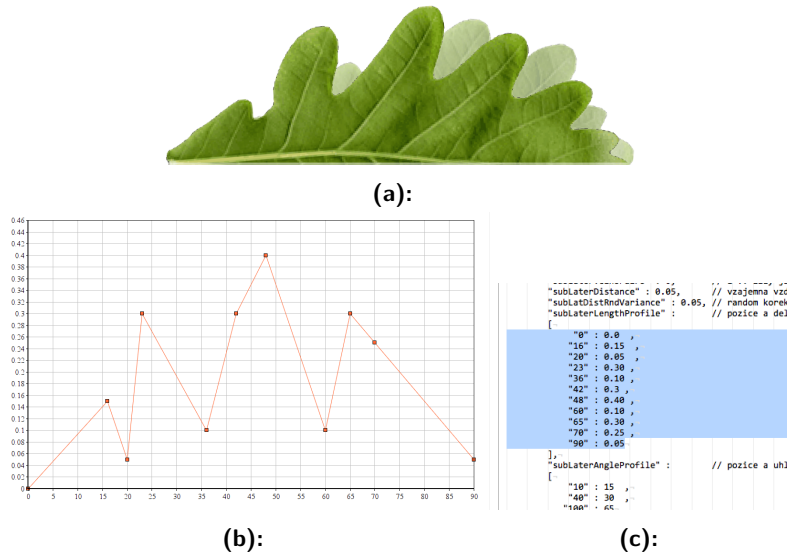 (a):
0.46
0.44
0.42
0.4
0.38
0.36
0.34
0.32
0.3
0.28
0.26
0.24
0.22
0.2
0.18
0.16
0.14
0.12
0.1
0.08
0.06
0.04
0.02
0
0 5 10 15 20 25 30 35 40 45 50 55 60 65 70 75 80 85 90
(b):
"subLaterDistance" : 0.05, // vzajemna vzd
"subLatDistRndVariance" : 0.05, // random korek
"subLaterLengthProfile" : // pozice a del
[
"0" : 0.0 ,
"16" : 0.15 ,
"20" : 0.05 ,
"23" : 0.30 ,
"36" : 0.10 ,
"42" : 0.3 ,
"48" : 0.40 ,
"60" : 0.10 ,
"65" : 0.30 ,
"70" : 0.25 ,
"90" : 0.05
],
"subLaterAngleProfile" : // pozice a uhl
[
"10" : 15 ,
"40" : 30 ,
"100" : 65
(c):